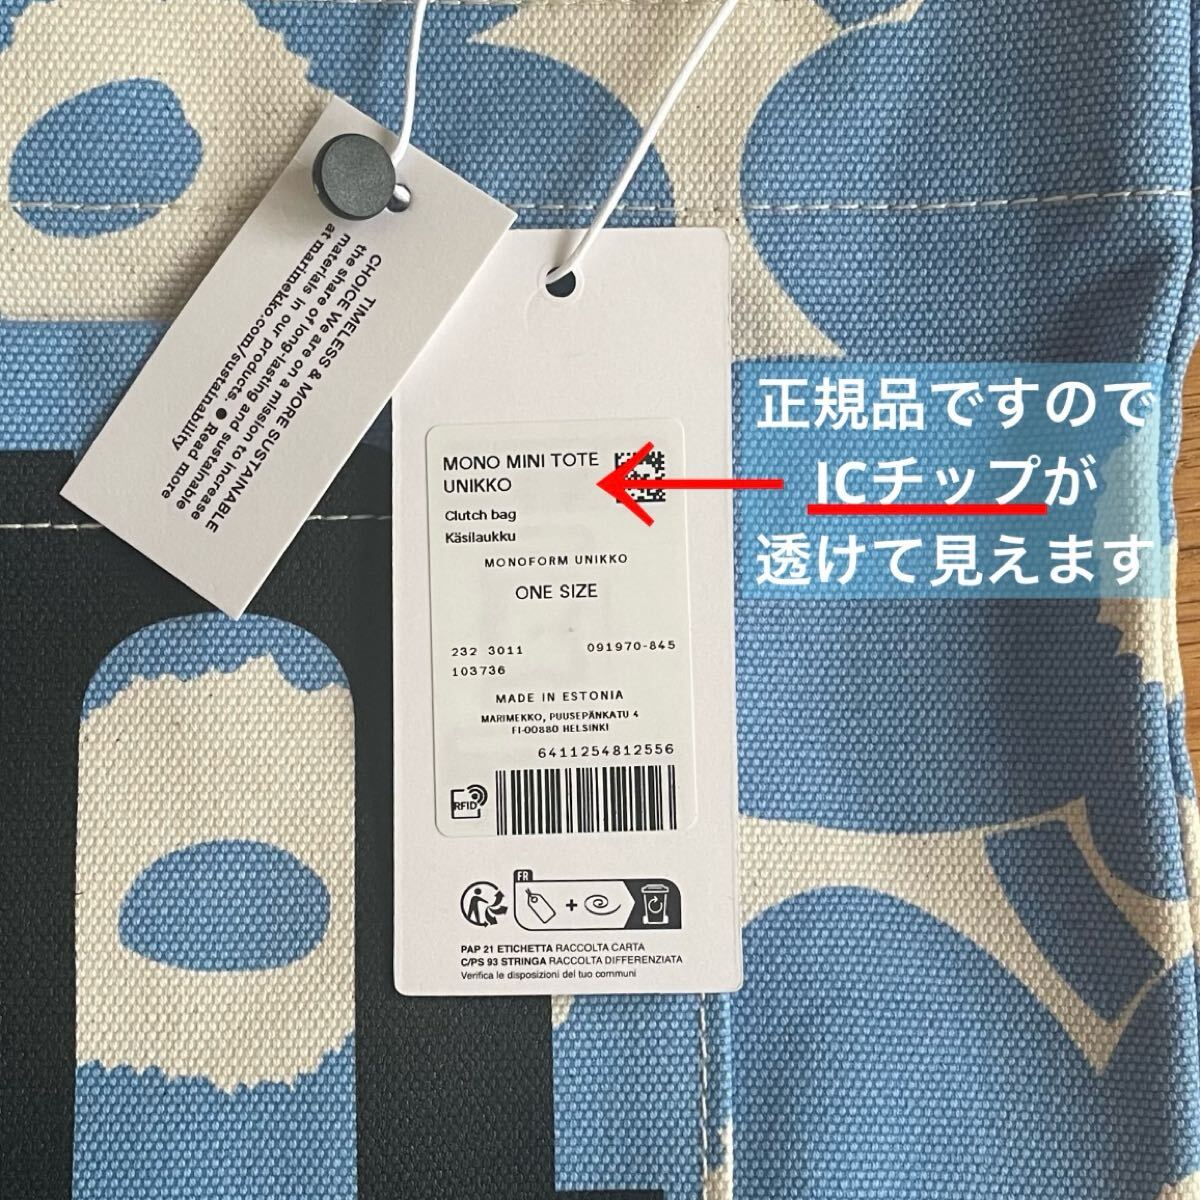 TIMELESS & MORE SUSTAINABLE
CHOICE We are on a mission to increase
the share of long-lasting and sustainable
materials in our products. ● Read more
at marimekko.com/sustainability
MONO MINI TOTE
UNIKKO
Clutch bag
Käsilaukku
MONOFORM UNIKKO
ONE SIZE
232 3011 091970-845
103736
MADE IN ESTONIA
MARIMEKKO, PUUSEPÄNKATU 4
FI-00880 HELSINKI
6411254812556
RFID
FR
+
PAP 21 ETICHETTA RACCOLTA CARTA
C/PS 93 STRINGA RACCOLTA DIFFERENZIATA
Verifica le disposizioni del tuo comuni
正規品ですので
ICチップが
透けて見えます